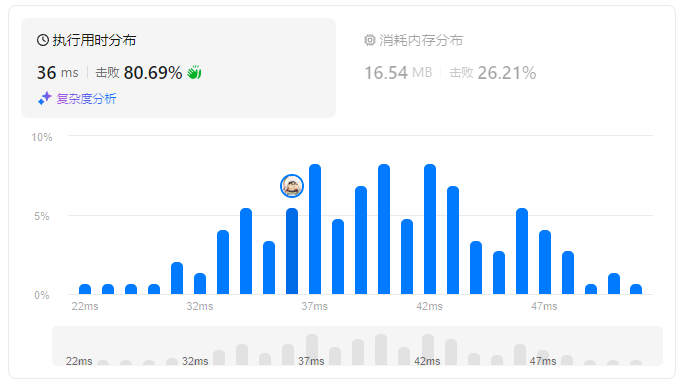 执行用时分布
36 ms 击败 80.69%
复杂度分析
消耗内存分布
16.54 MB 击败 26.21%
10%
5%
0%
22ms 32ms 37ms 42ms 47ms
22ms 32ms 37ms 42ms 47ms